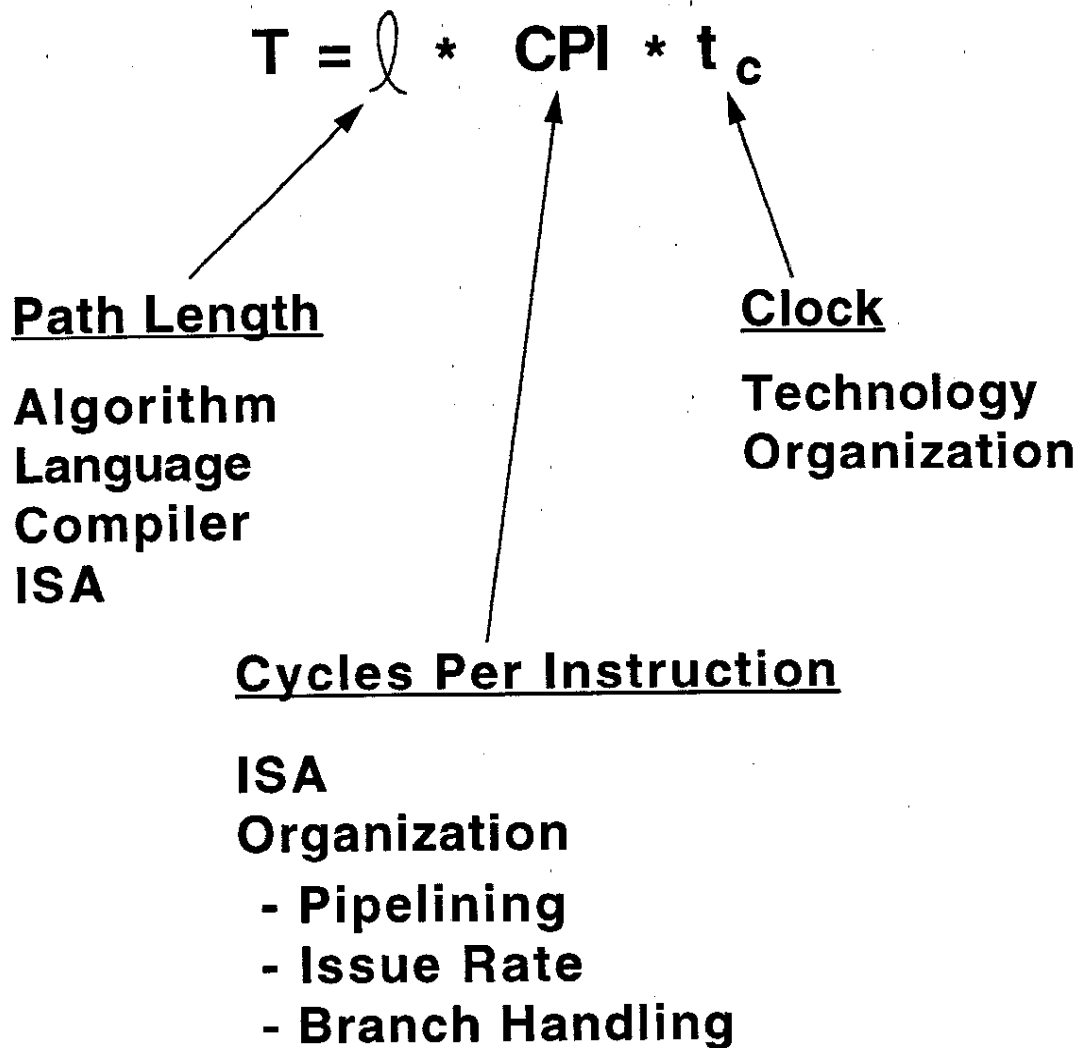 T = ℓ * CPI * tc
Path Length
Algorithm
Language
Compiler
ISA
Clock
Technology
Organization
Cycles Per Instruction
ISA
Organization
- Pipelining
- Issue Rate
- Branch Handling